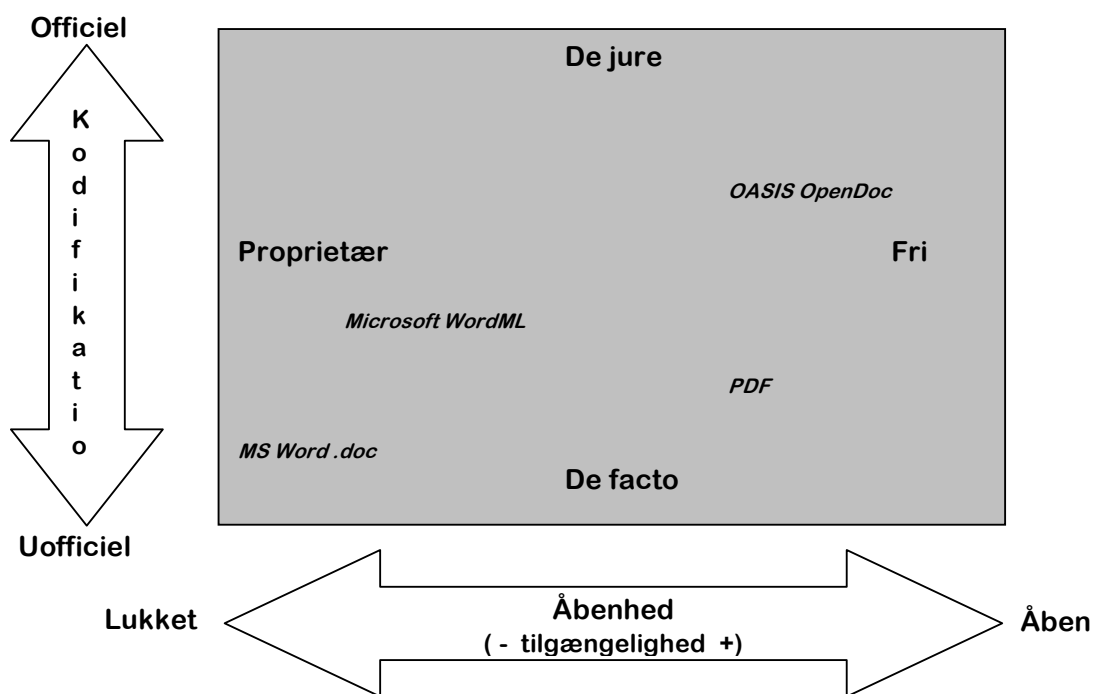 Officiel
De jure
K
o
d
i
f
i
k
a
t
i
o
OASIS OpenDoc
Proprietær
Fri
Microsoft WordML
PDF
MS Word .doc
De facto
Uofficiel
Lukket
Åbenhed
( - tilgængelighed +)
Åben